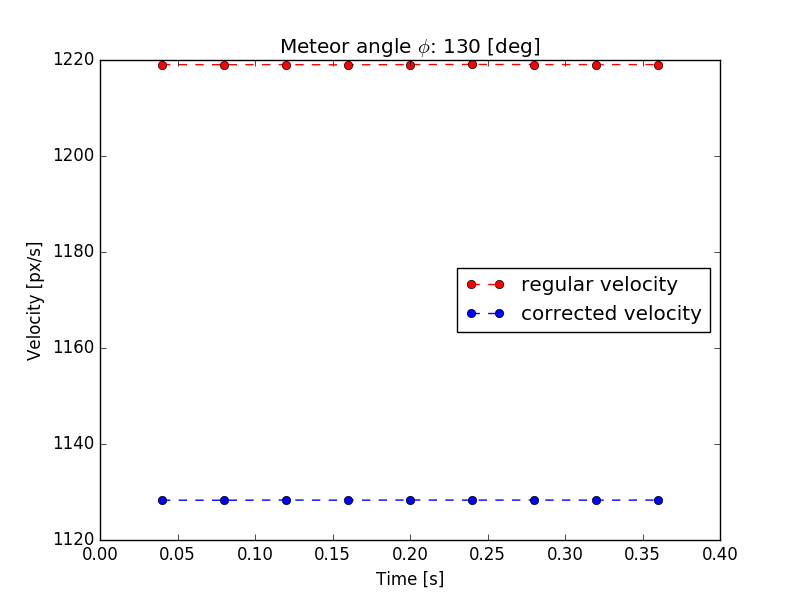 Meteor angle ϕ: 130 [deg]
1220
1200
1180
1160
1140
1120
Velocity [px/s]
regular velocity
corrected velocity
0.00 0.05 0.10 0.15 0.20 0.25 0.30 0.35 0.40
Time [s]